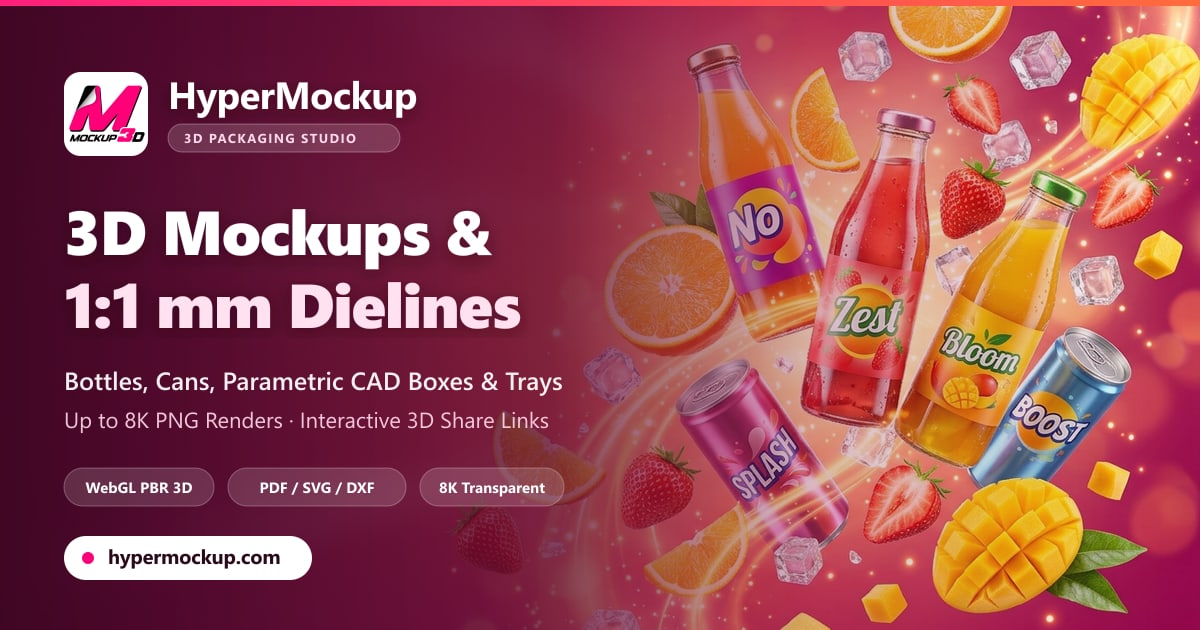 M
MOCKUP3D
HyperMockup
3D PACKAGING STUDIO
3D Mockups &
1:1 mm Dielines
Bottles, Cans, Parametric CAD Boxes & Trays
Up to 8K PNG Renders · Interactive 3D Share Links
WebGL PBR 3D
PDF / SVG / DXF
8K Transparent
hypermockup.com
No
Zest
Bloom
SPLASH
BOOST